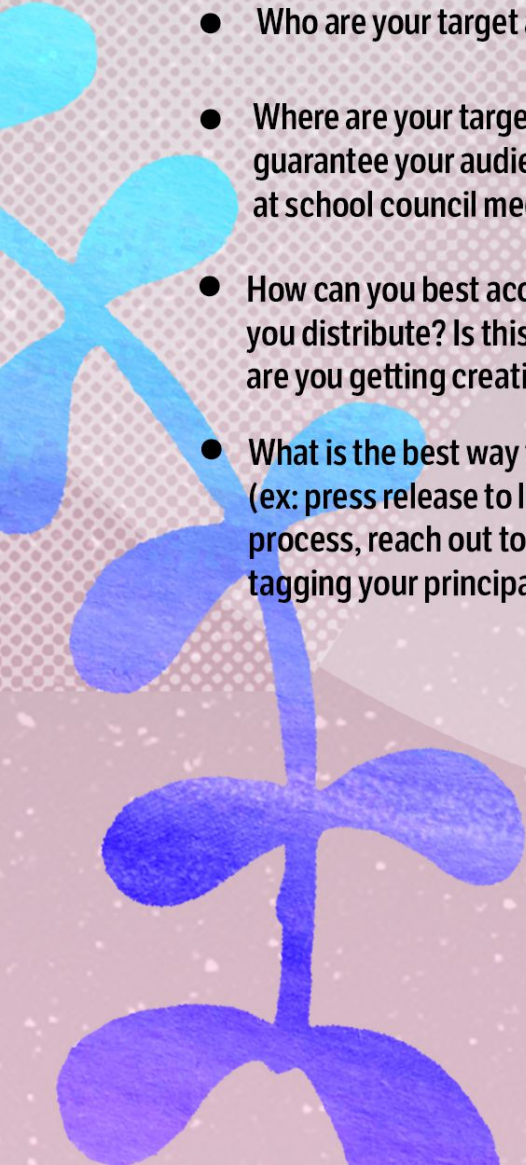 • Who are your target
• Where are your targe
guarantee your audie
at school council me
• How can you best acc
you distribute? Is this
are you getting creati
• What is the best way
(ex: press release to l
process, reach out to
tagging your principa